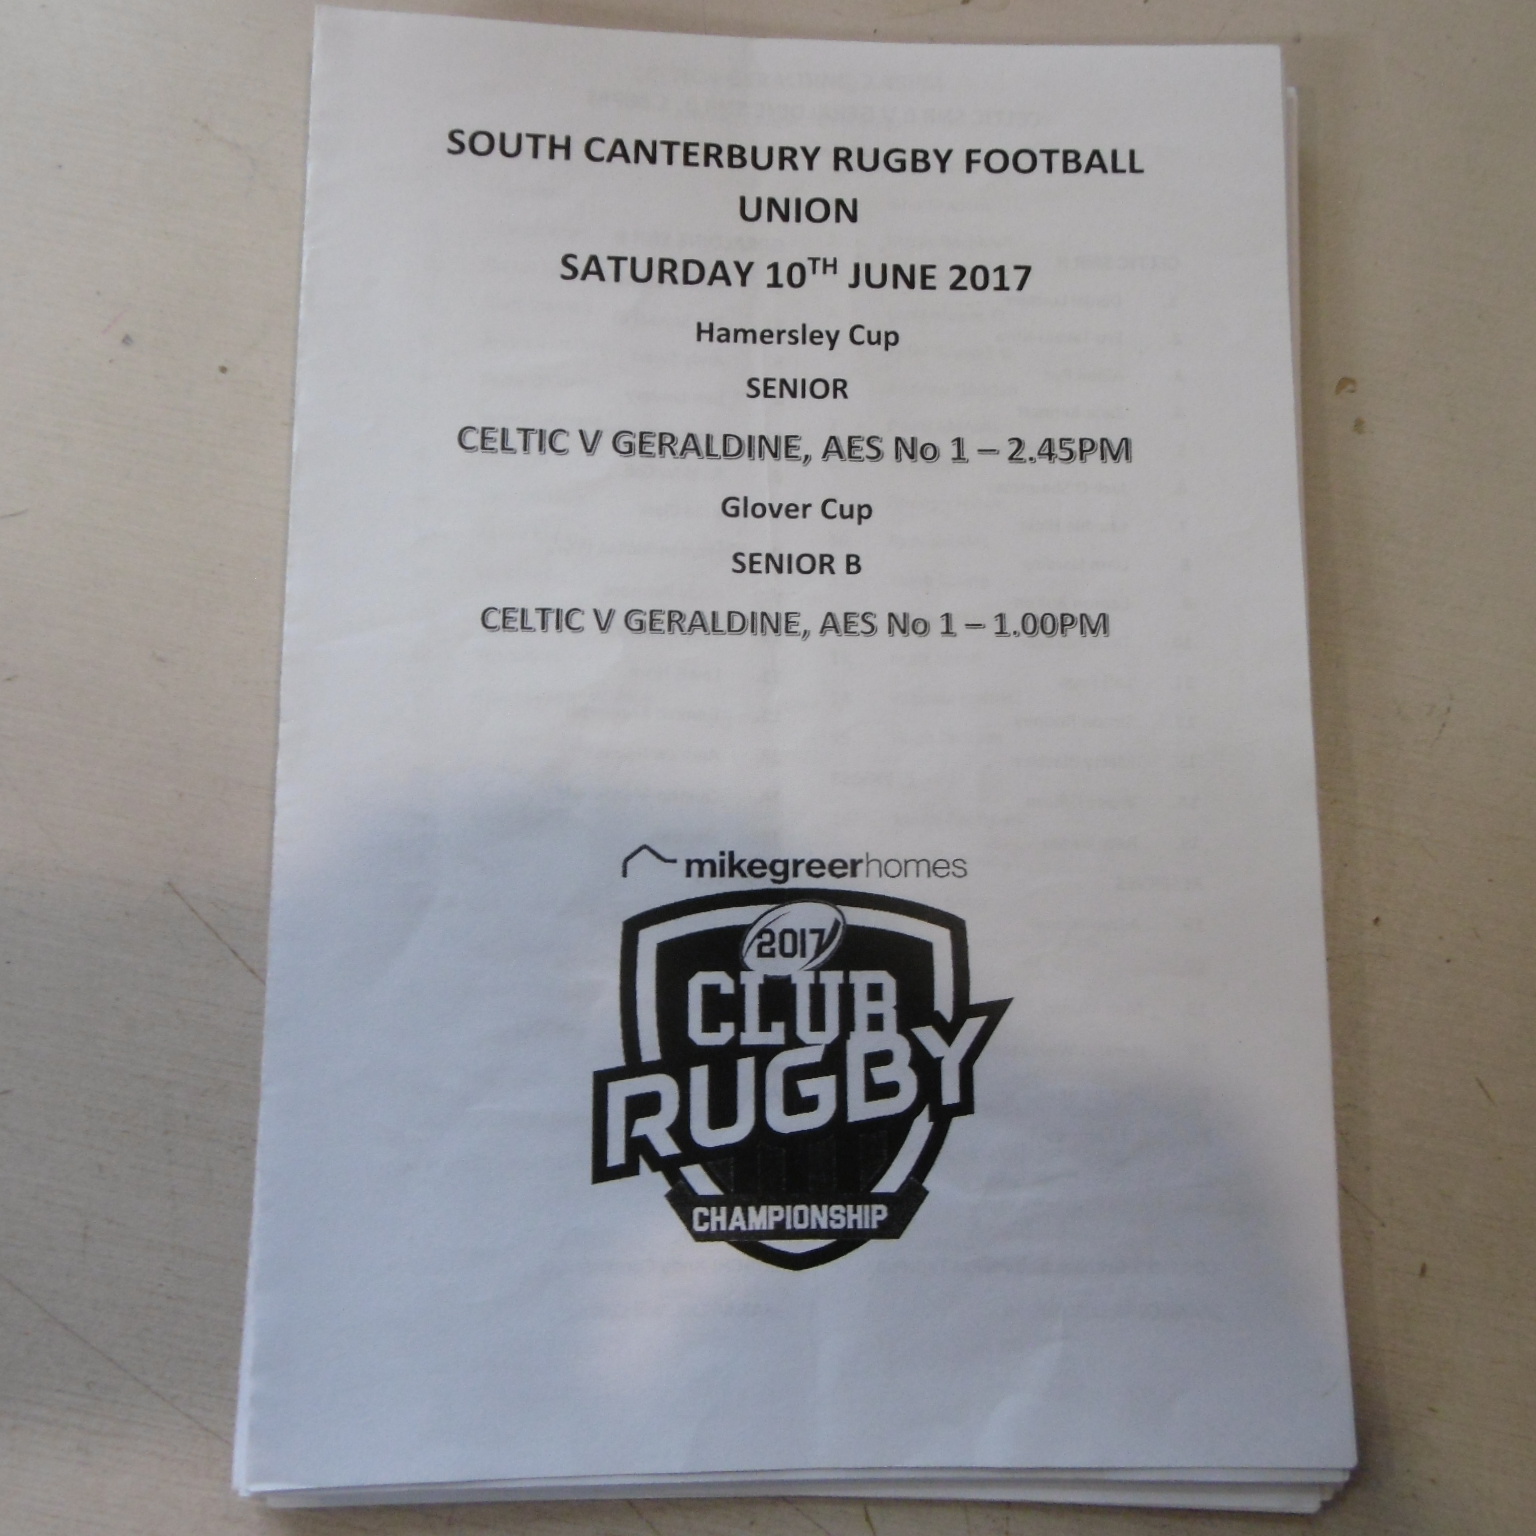 SOUTH CANTERBURY RUGBY FOOTBALL
UNION
SATURDAY 10TH JUNE 2017
Hamersley Cup
SENIOR
CELTIC V GERALDINE, AES No 1 – 2.45PM
Glover Cup
SENIOR B
CELTIC V GERALDINE, AES No 1 – 1.00PM
mikegreerhomes
2017
CLUB
RUGBY
CHAMPIONSHIP